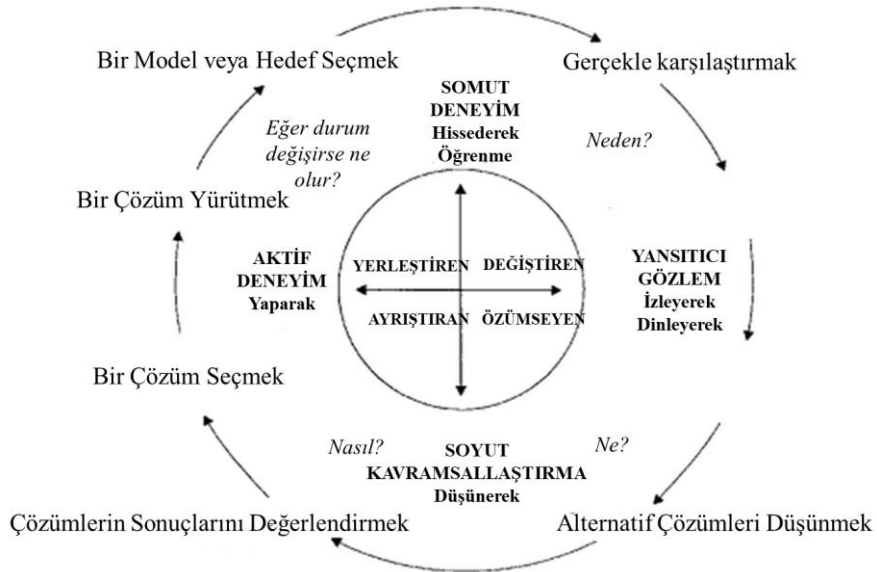 Bir Model veya Hedef Seçmek
Gerçekle karşılaştırmak
SOMUT
DENEYİM
Hissederek
Öğrenme
Eğer durum
değişirse ne
olur?
Neden?
Bir Çözüm Yürütmek
AKTİF
DENEYİM
Yaparak
YERLEŞTİREN
DEĞİŞTİREN
AYRIŞTIRAN
ÖZÜMSEYEN
YANSITICI
GÖZLEM
İzleyerek
Dinleyerek
Bir Çözüm Seçmek
Nasıl?
SOYUT
KAVRAMSALLAŞTIRMA
Düşünerek
Ne?
Çözümlerin Sonuçlarını Değerlendirmek
Alternatif Çözümleri Düşünmek